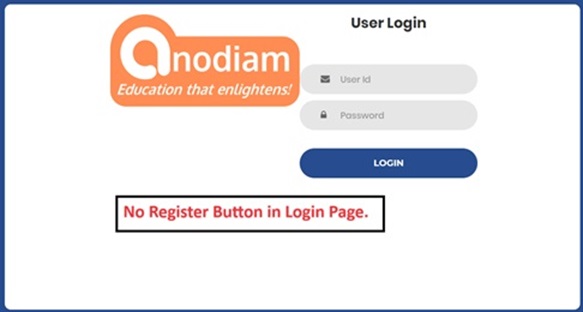 User Login
anodiam
Education that enlightens!
User Id
Password
LOGIN
No Register Button in Login Page.